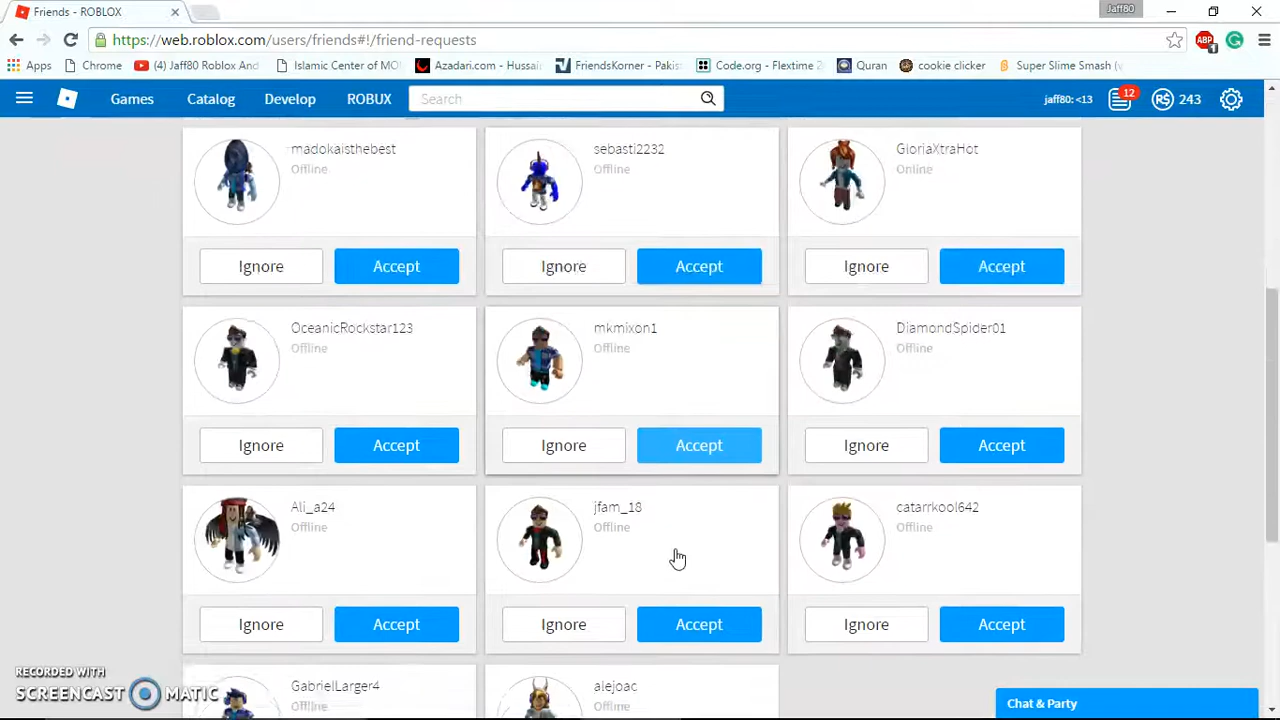 Friends - ROBLOX
Jaff80
https://web.roblox.com/users/friends#!/friend-requests
ABP
1
Apps
Chrome
(4) Jaff80 Roblox And
Islamic Center of MO
Azadari.com - Hussai
FriendsKorner - Pakis
Code.org - Flextime 2
Quran
cookie clicker
Super Slime Smash (v
Games
Catalog
Develop
ROBUX
Search
jaff80: <13
12
R$
243
madokaisthebest
Offline
sebasti2232
Offline
GloriaXtraHot
Online
Ignore
Accept
Ignore
Accept
Ignore
Accept
OceanicRockstar123
Offline
mkmixon1
Offline
DiamondSpider01
Offline
Ignore
Accept
Ignore
Accept
Ignore
Accept
Ali_a24
Offline
jfam_18
Offline
catarrkool642
Offline
Ignore
Accept
Ignore
Accept
Ignore
Accept
GabrielLarger4
Offline
alejoac
Offline
RECORDED WITH
SCREENCAST MATIC
Chat & Party